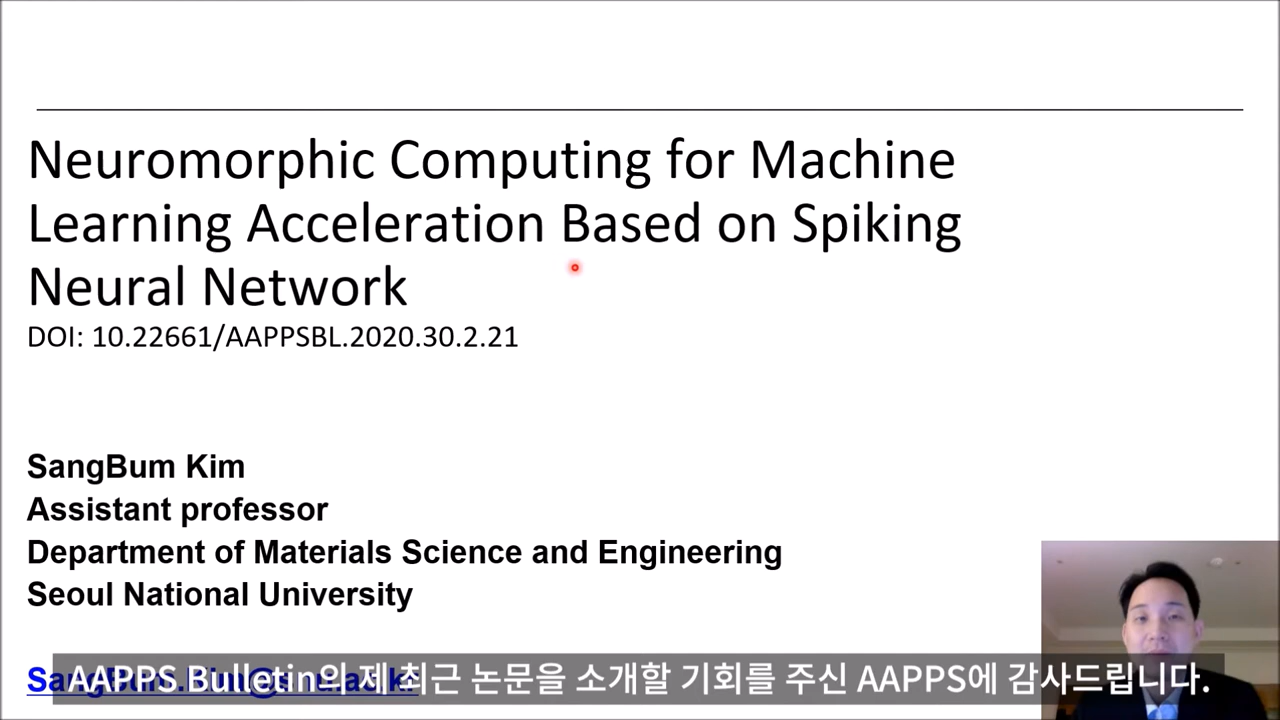 Neuromorphic Computing for Machine
Learning Acceleration Based on Spiking
Neural Network
DOI: 10.22661/AAPPSBL.2020.30.2.21
SangBum Kim
Assistant professor
Department of Materials Science and Engineering
Seoul National University
AAPPS Bulletin의 제 최근 논문을 소개할 기회를 주신 AAPPS에 감사드립니다.